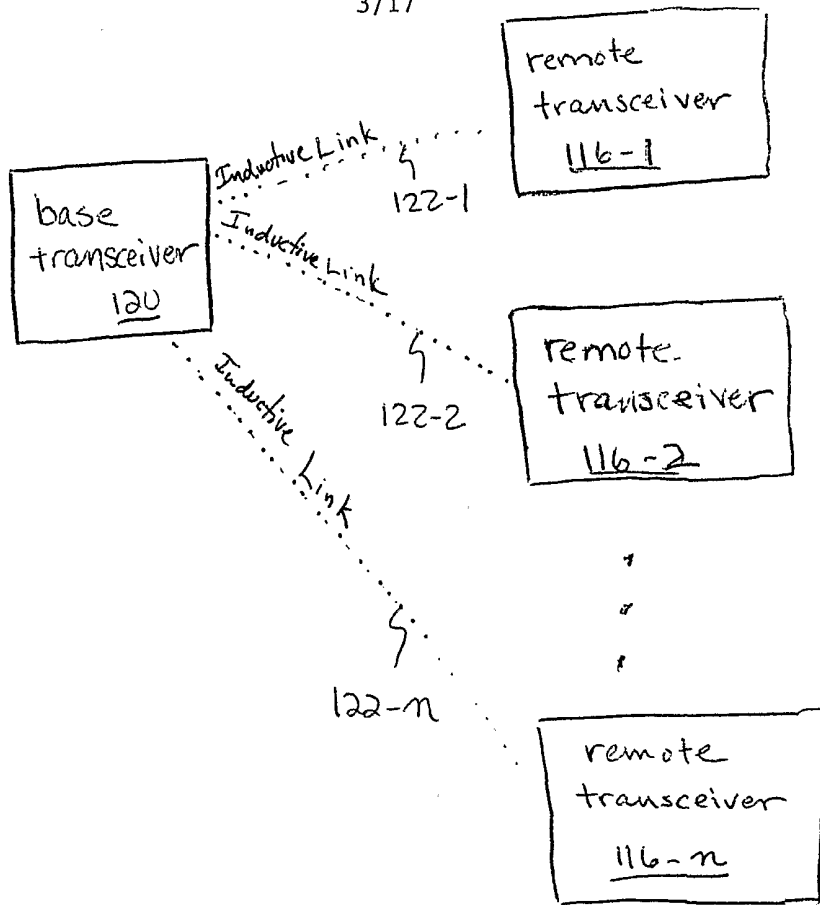 3/17
remote
transceiver
116-1
Inductive Link
122-1
base
transceiver
120
Inductive Link
122-2
remote
transceiver
116-2
Inductive Link
122-n
remote
transceiver
116-n